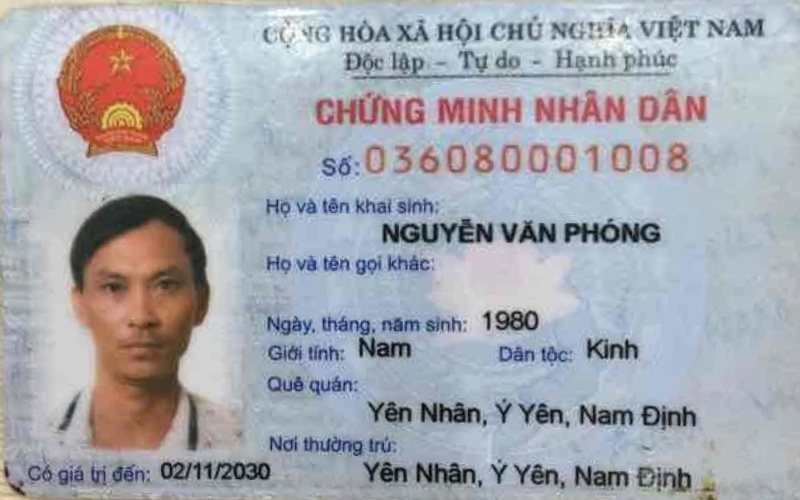 CỘNG HÒA XÃ HỘI CHỦ NGHĨA VIỆT NAM
Độc lập - Tự do - Hạnh phúc
CHỨNG MINH NHÂN DÂN
Số: 036080001008
Họ và tên khai sinh:
NGUYỄN VĂN PHÓNG
Họ và tên gọi khác:
Ngày, tháng, năm sinh: 1980
Giới tính: Nam Dân tộc: Kinh
Quê quán:
Yên Nhân, Ý Yên, Nam Định
Nơi thường trú:
Có giá trị đến: 02/11/2030 Yên Nhân, Ý Yên, Nam Định